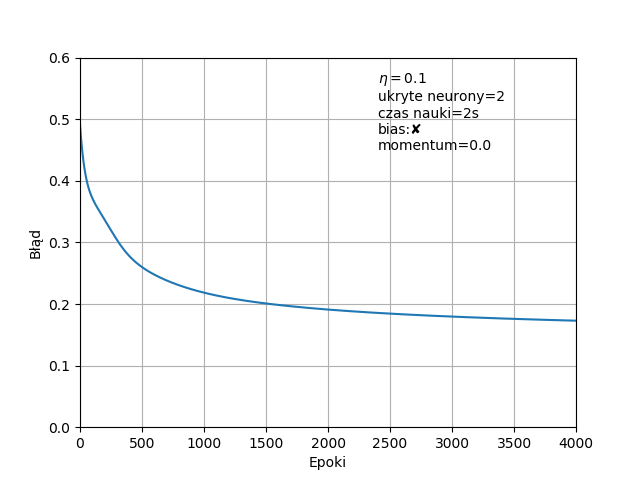 0.6
0.5
0.4
0.3
0.2
0.1
0.0
η = 0.1
ukryte neurony=2
czas nauki=2s
bias:✘
momentum=0.0
Błąd
0 500 1000 1500 2000 2500 3000 3500 4000
Epoki